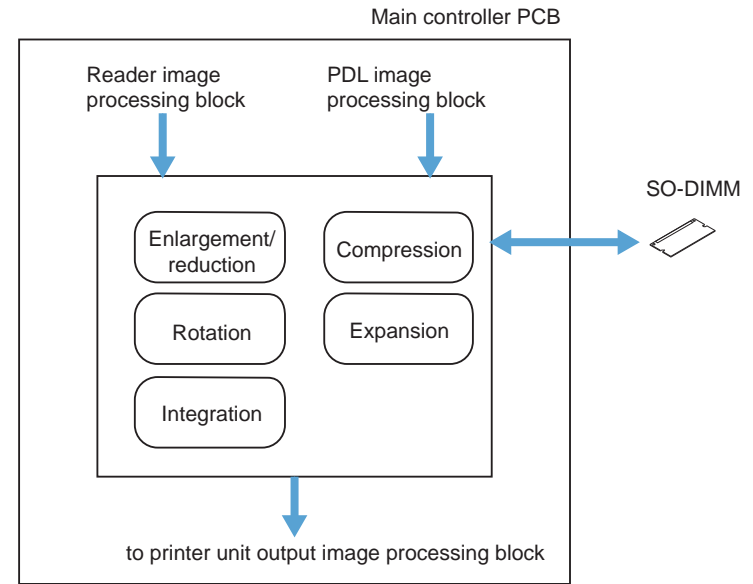 Main controller PCB
Reader image
processing block
PDL image
processing block
SO-DIMM
Enlargement/
reduction
Compression
Rotation
Expansion
Integration
to printer unit output image processing block